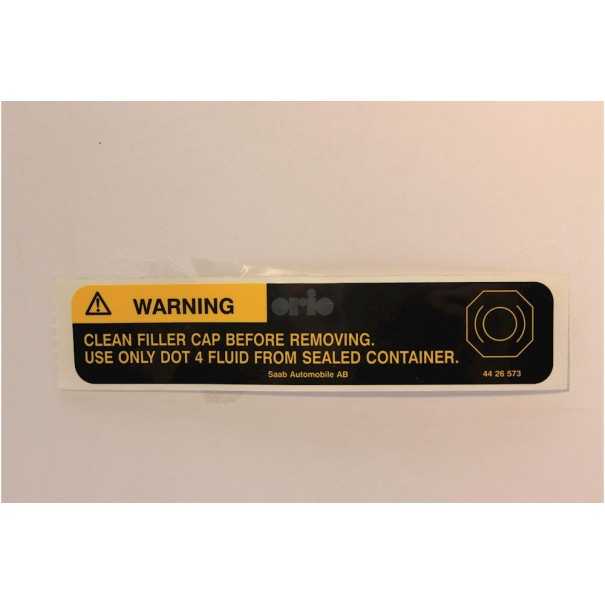 WARNING
orio
CLEAN FILLER CAP BEFORE REMOVING.
USE ONLY DOT 4 FLUID FROM SEALED CONTAINER.
Saab Automobile AB
44 26 573